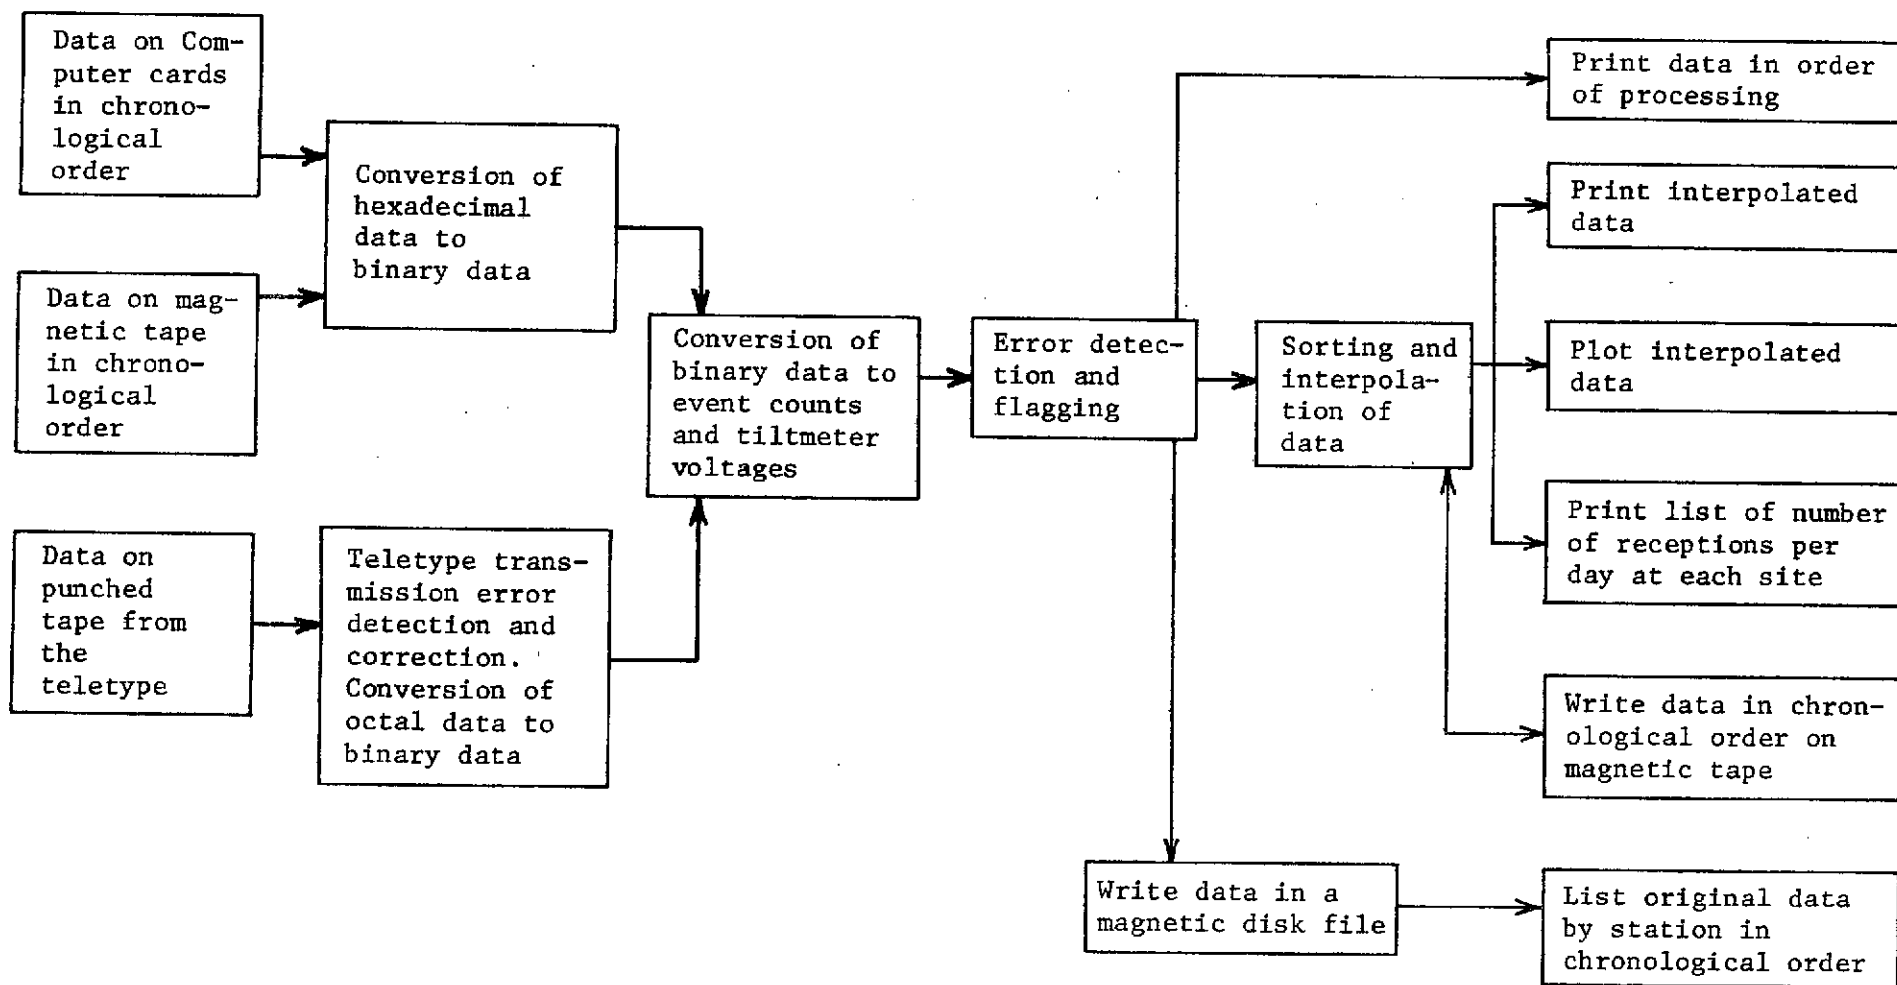 Data on Com-
puter cards
in chrono-
logical
order
Data on mag-
netic tape
in chrono-
logical
order
Data on
punched
tape from
the
teletype
Conversion of
hexadecimal
data to
binary data
Teletype trans-
mission error
detection and
correction.
Conversion of
octal data to
binary data
Conversion of
binary data to
event counts
and tiltmeter
voltages
Error detec-
tion and
flagging
Sorting and
interpola-
tion of
data
Print data in order
of processing
Print interpolated
data
Plot interpolated
data
Print list of number
of receptions per
day at each site
Write data in chron-
ological order on
magnetic tape
Write data in a
magnetic disk file
List original data
by station in
chronological order